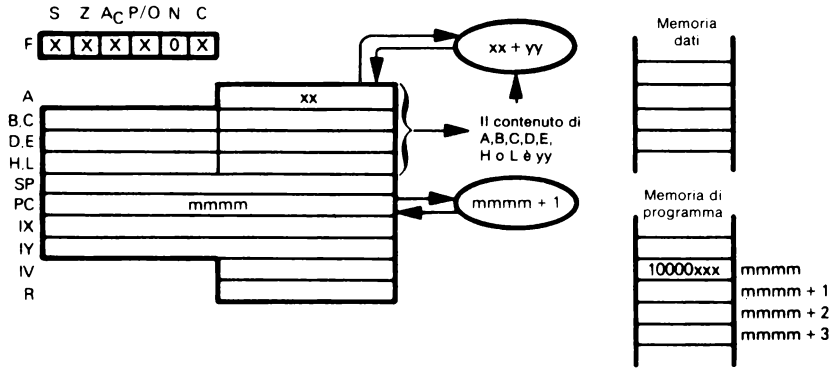 S Z AC P/O N C
F X X X X 0 X
A xx
B,C
D,E
H,L
SP
PC mmmm
IX
IY
IV
R
xx + yy
Il contenuto di
A,B,C,D,E,
H o L è yy
mmmm + 1
Memoria
dati
Memoria di
programma
10000xxx mmmm
mmmm + 1
mmmm + 2
mmmm + 3